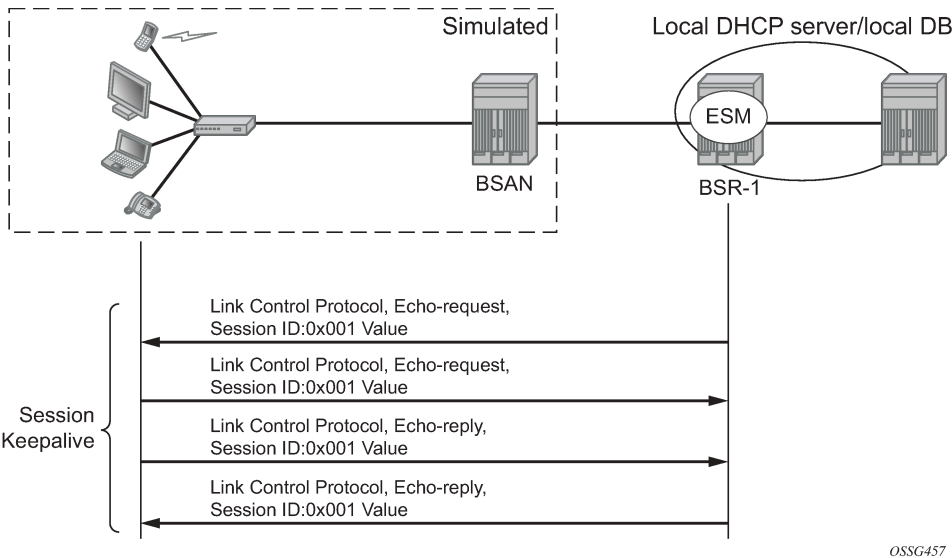 Simulated
Local DHCP server/local DB
ESM
BSAN
BSR-1
Link Control Protocol, Echo-request,
Session ID:0x001 Value
Link Control Protocol, Echo-request,
Session ID:0x001 Value
Session
Keepalive
Link Control Protocol, Echo-reply,
Session ID:0x001 Value
Link Control Protocol, Echo-reply,
Session ID:0x001 Value
OSSG457